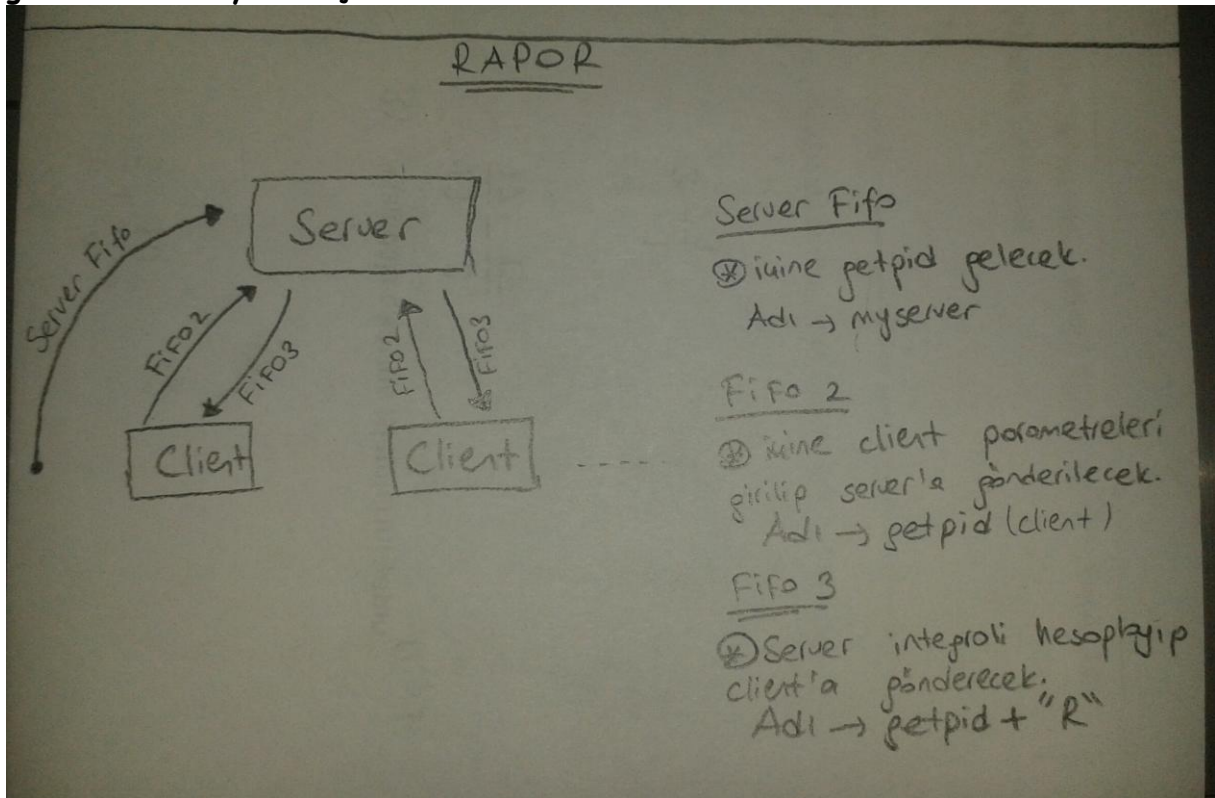 RAPOR
Server
Server Fifo
FiFO2
FiFO3
FiFO2
FiFO3
Client
Client
Server Fifo
* içine getpid gelecek.
Adı → myserver
FiFO 2
* içine client parametreleri
girilip server'a gönderilecek.
Adı → getpid (client)
FiFO 3
* Server integrali hesaplayıp
client'a gönderecek.
Adı → getpid + "R"